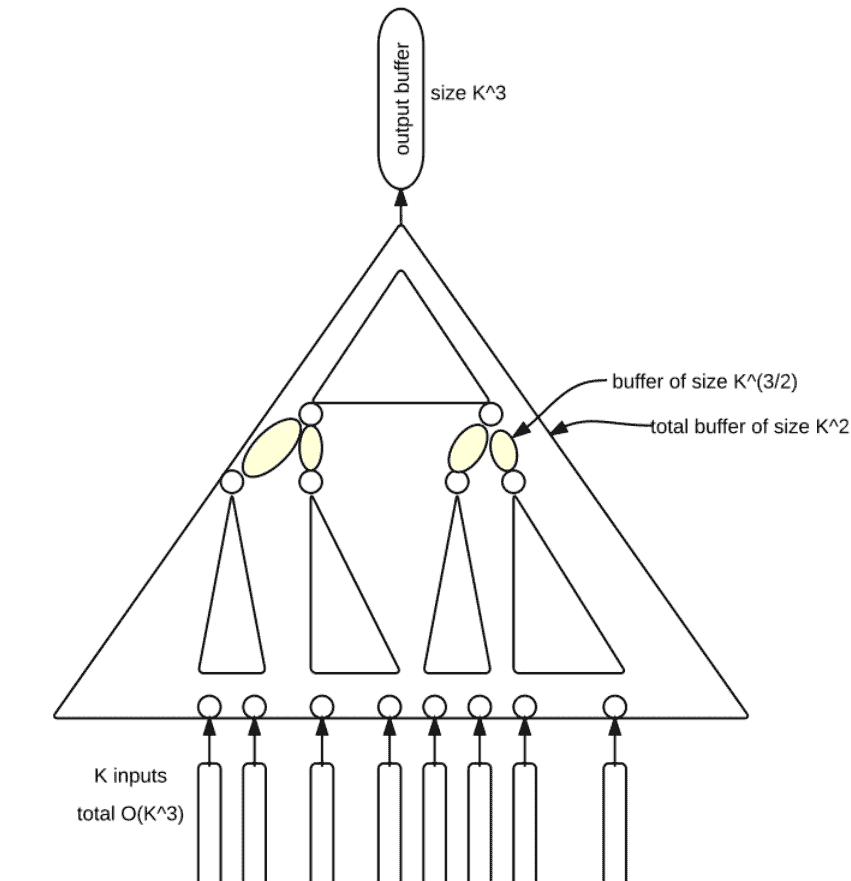 output buffer
size K^3
buffer of size K^(3/2)
total buffer of size K^2
K inputs
total O(K^3)